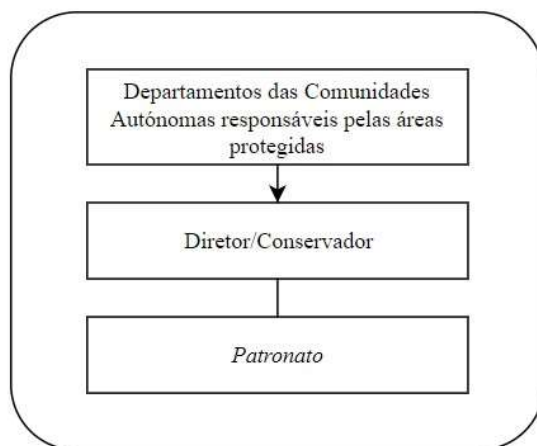 Departamentos das Comunidades
Autónomas responsáveis pelas áreas
protegidas
Diretor/Conservador
Patronato